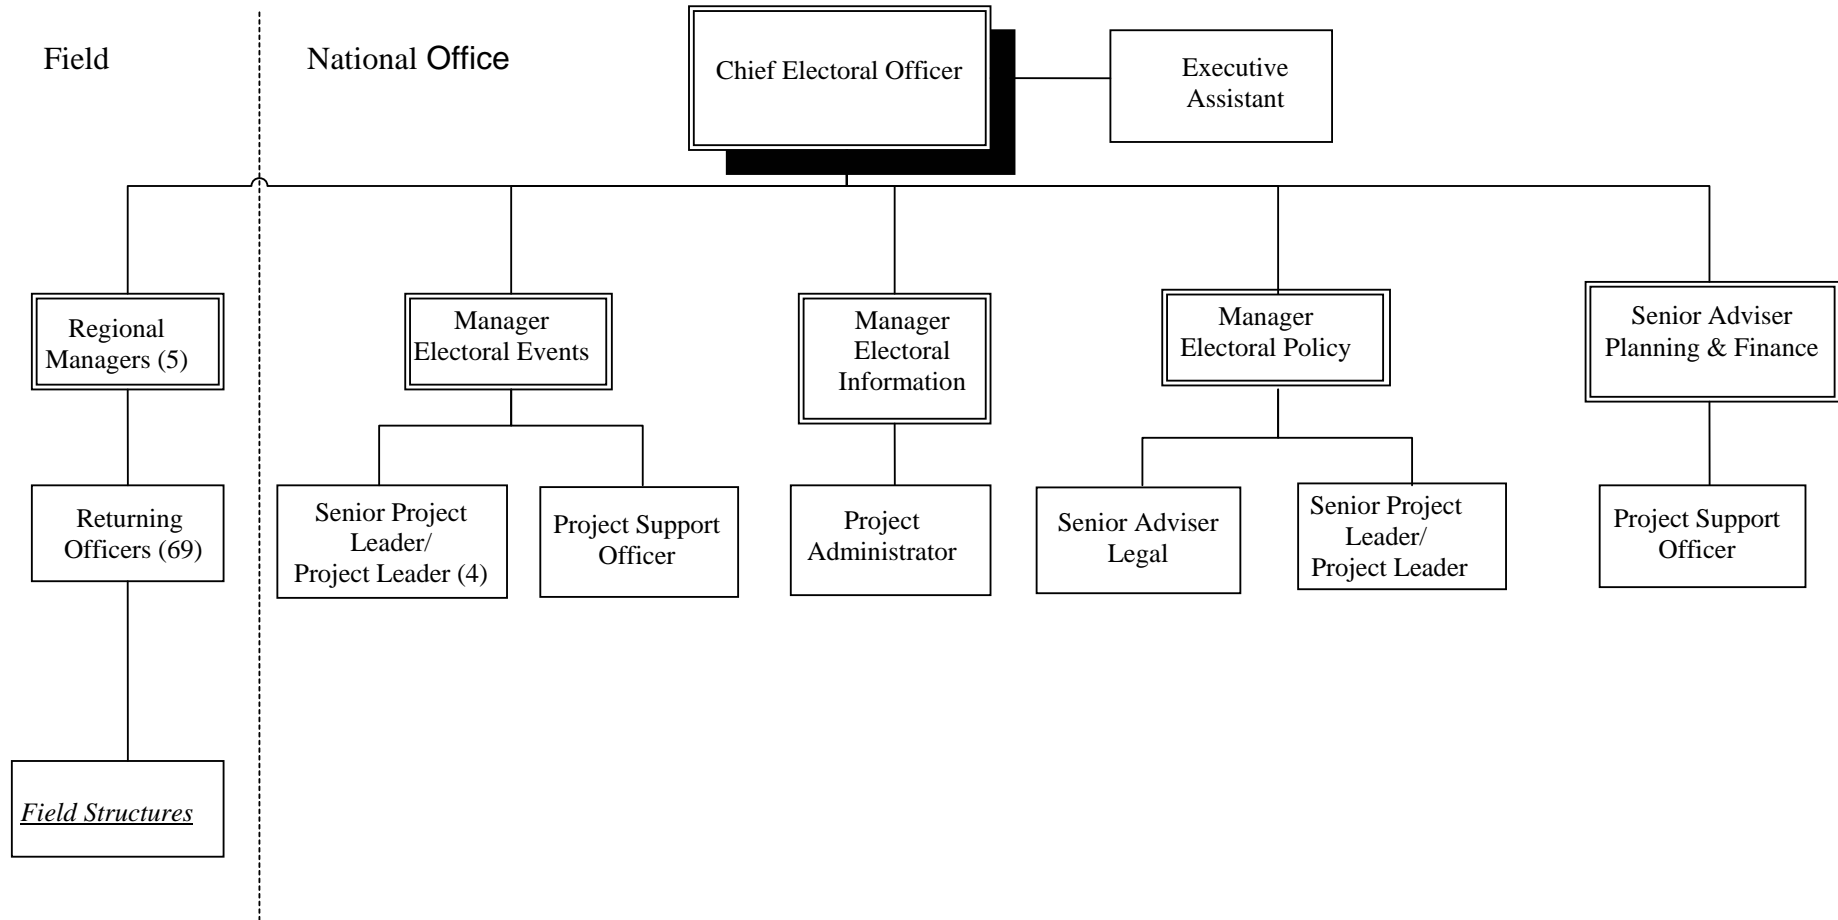 Field
National Office
Chief Electoral Officer
Executive
Assistant
Regional
Managers (5)
Manager
Electoral Events
Manager
Electoral
Information
Manager
Electoral Policy
Senior Adviser
Planning & Finance
Returning
Officers (69)
Senior Project
Leader/
Project Leader (4)
Project Support
Officer
Project
Administrator
Senior Adviser
Legal
Senior Project
Leader/
Project Leader
Project Support
Officer
Field Structures